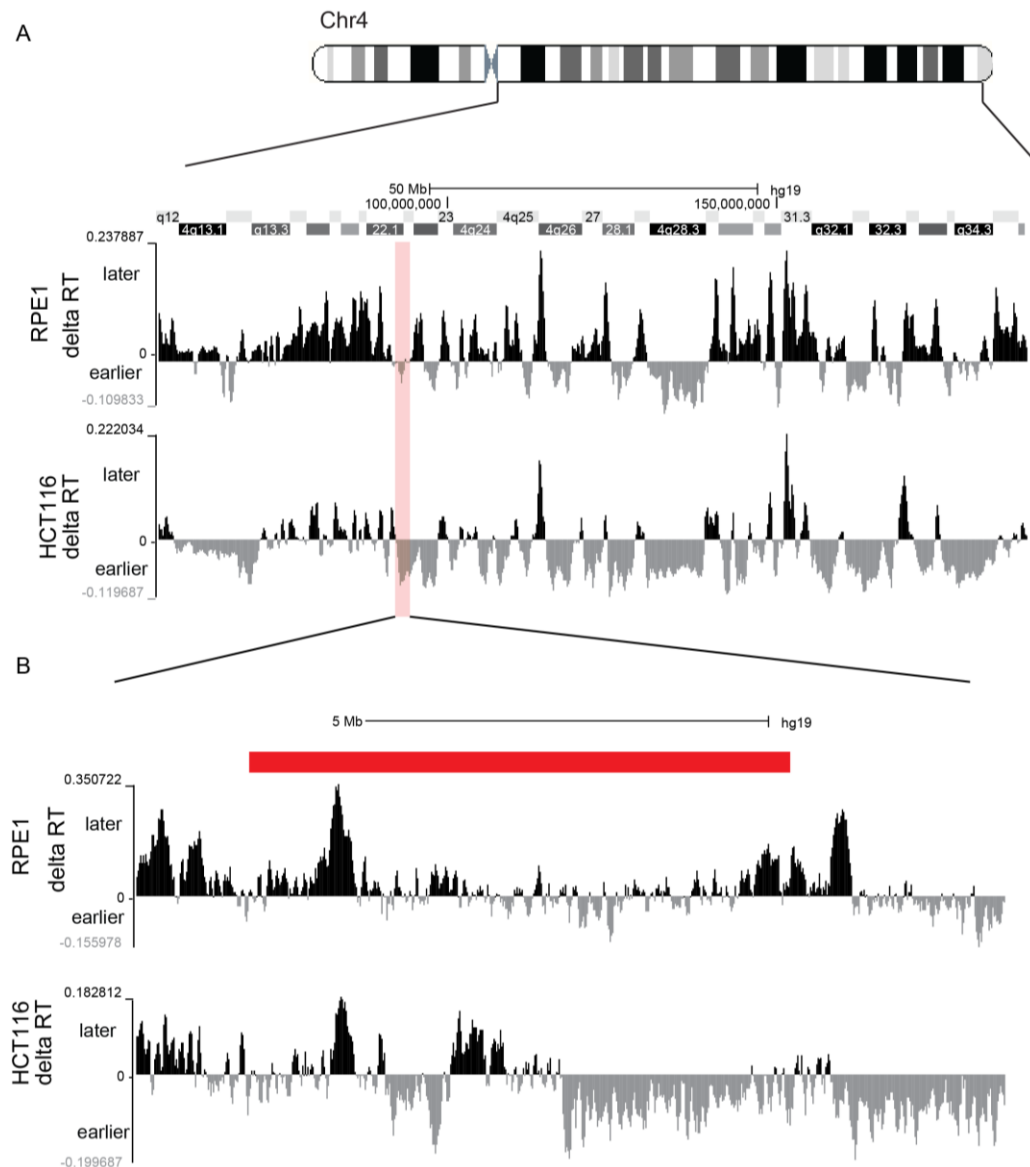 A
Chr4
50 Mb hg19
100,000,000 150,000,000
q12 23 4q25 27 31.3
4q13.1 q13.3 22.1 4q24 4q26 28.1 4q28.3 q32.1 32.3 q34.3
0.237887
later
RPE1
delta RT
0
earlier
-0.109833
0.222034
later
HCT116
delta RT
0
earlier
-0.119687
B
5 Mb hg19
0.350722
later
RPE1
delta RT
0
earlier
-0.155978
0.182812
later
HCT116
delta RT
0
earlier
-0.199687